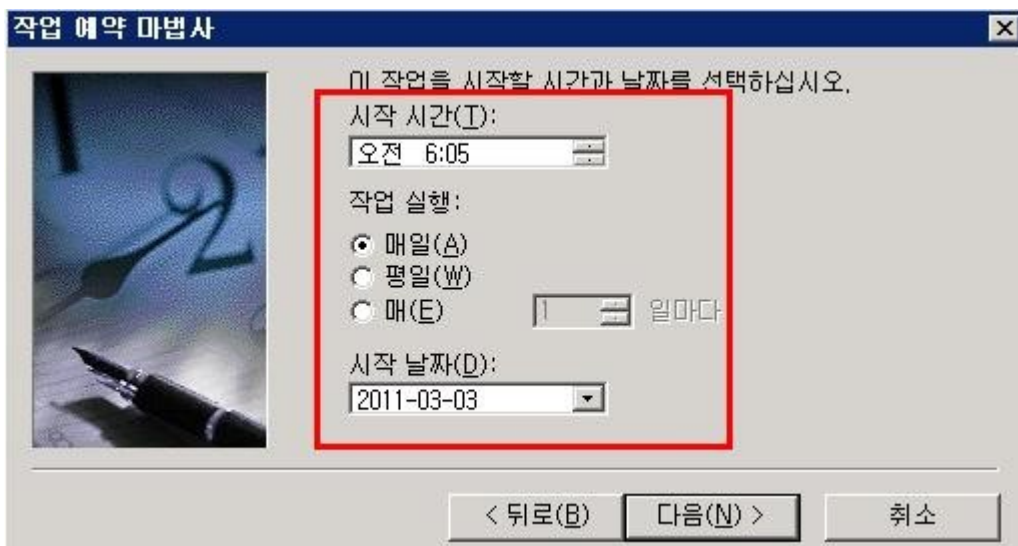 작업 예약 마법사
이 작업을 시작할 시간과 날짜를 선택하십시오.
시작 시간(T):
오전 6:05
작업 실행:
매일(A)
평일(W)
매(E) 1 일마다
시작 날짜(D):
2011-03-03
< 뒤로(B) 다음(N) > 취소